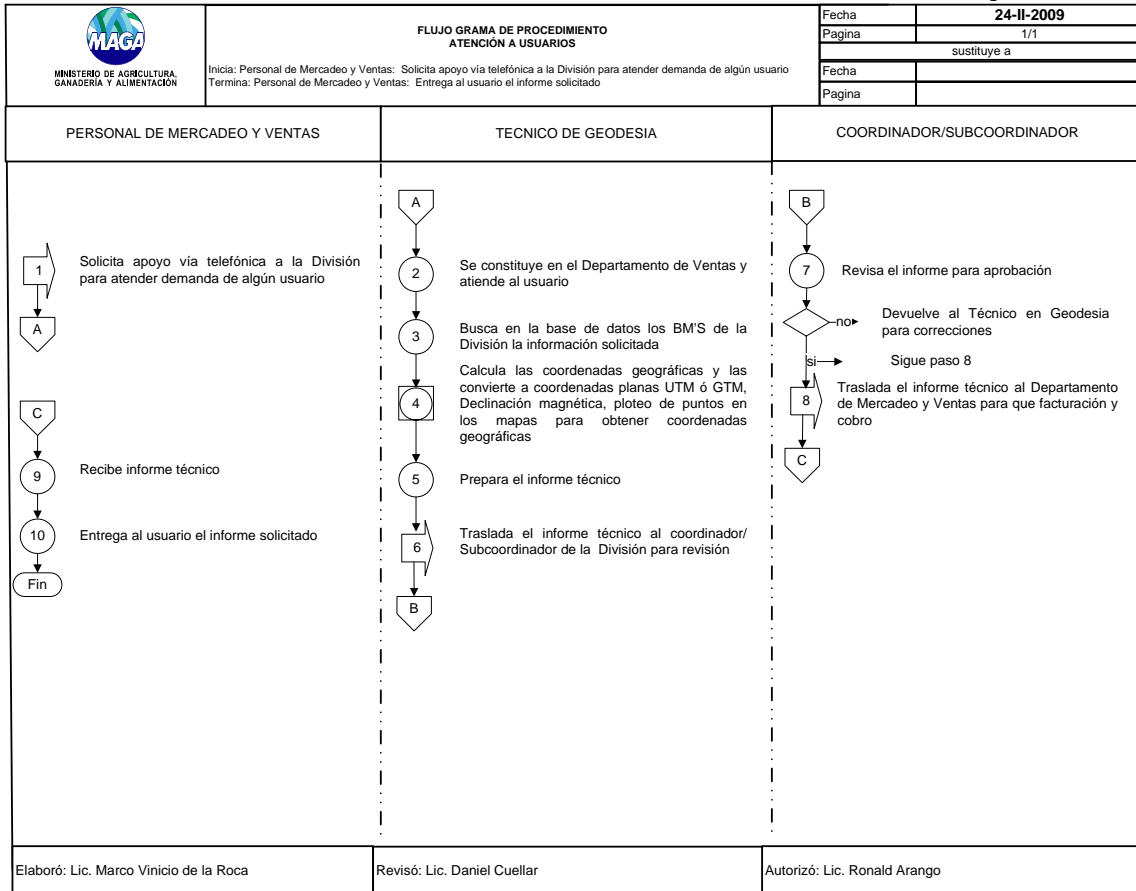 MAGA
MINISTERIO DE AGRICULTURA,
GANADERÍA Y ALIMENTACIÓN
FLUJO GRAMA DE PROCEDIMIENTO
ATENCIÓN A USUARIOS
Inicia: Personal de Mercadeo y Ventas: Solicita apoyo vía telefónica a la División para atender demanda de algún usuario
Termina: Personal de Mercadeo y Ventas: Entrega al usuario el informe solicitado
Fecha 24-II-2009
Pagina 1/1
sustituye a
Fecha
Pagina
PERSONAL DE MERCADEO Y VENTAS
TECNICO DE GEODESIA
COORDINADOR/SUBCOORDINADOR
1
Solicita apoyo vía telefónica a la División
para atender demanda de algún usuario
A
C
9
Recibe informe técnico
10
Entrega al usuario el informe solicitado
Fin
A
2
Se constituye en el Departamento de Ventas y
atiende al usuario
3
Busca en la base de datos los BM'S de la
División la información solicitada
4
Calcula las coordenadas geográficas y las
convierte a coordenadas planas UTM ó GTM,
Declinación magnética, ploteo de puntos en
los mapas para obtener coordenadas
geográficas
5
Prepara el informe técnico
6
Traslada el informe técnico al coordinador/
Subcoordinador de la División para revisión
B
B
7
Revisa el informe para aprobación
no
Devuelve al Técnico en Geodesia
para correcciones
si
Sigue paso 8
8
Traslada el informe técnico al Departamento
de Mercadeo y Ventas para que facturación y
cobro
C
Elaboró: Lic. Marco Vinicio de la Roca
Revisó: Lic. Daniel Cuellar
Autorizó: Lic. Ronald Arango